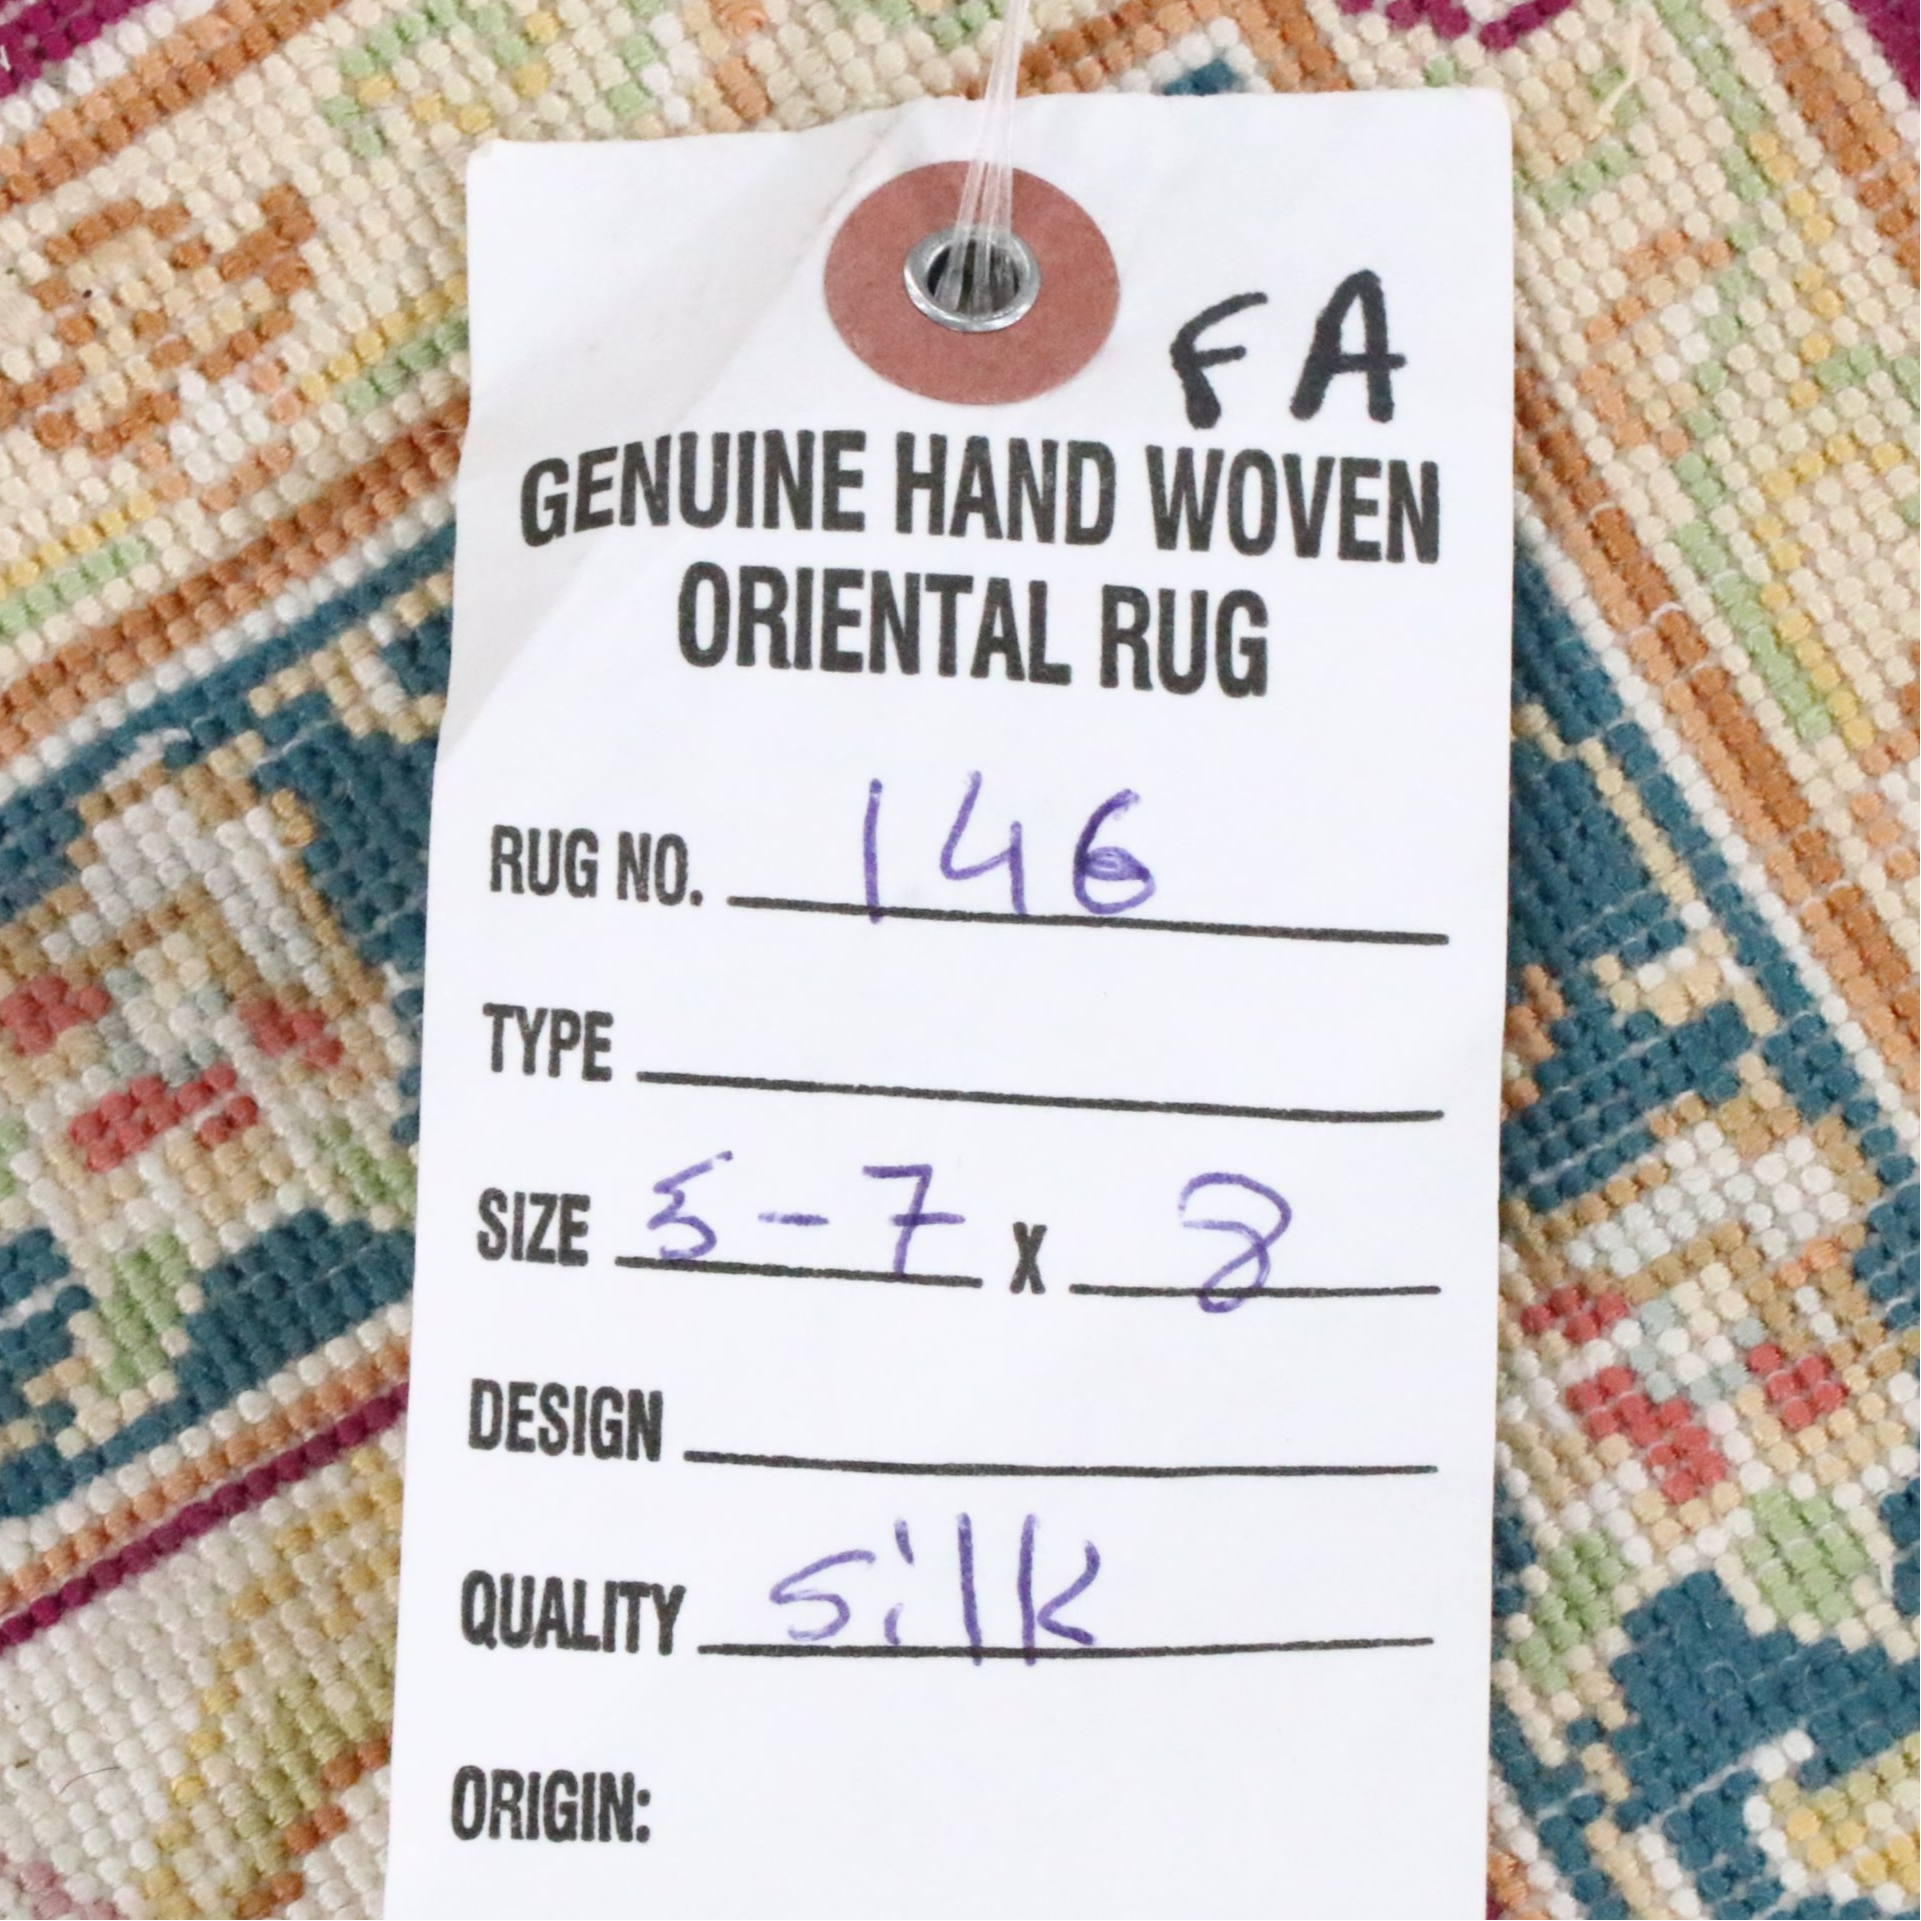 FA
GENUINE HAND WOVEN
ORIENTAL RUG
RUG NO. 146
TYPE
SIZE 5-7 X 8
DESIGN
QUALITY silk
ORIGIN: